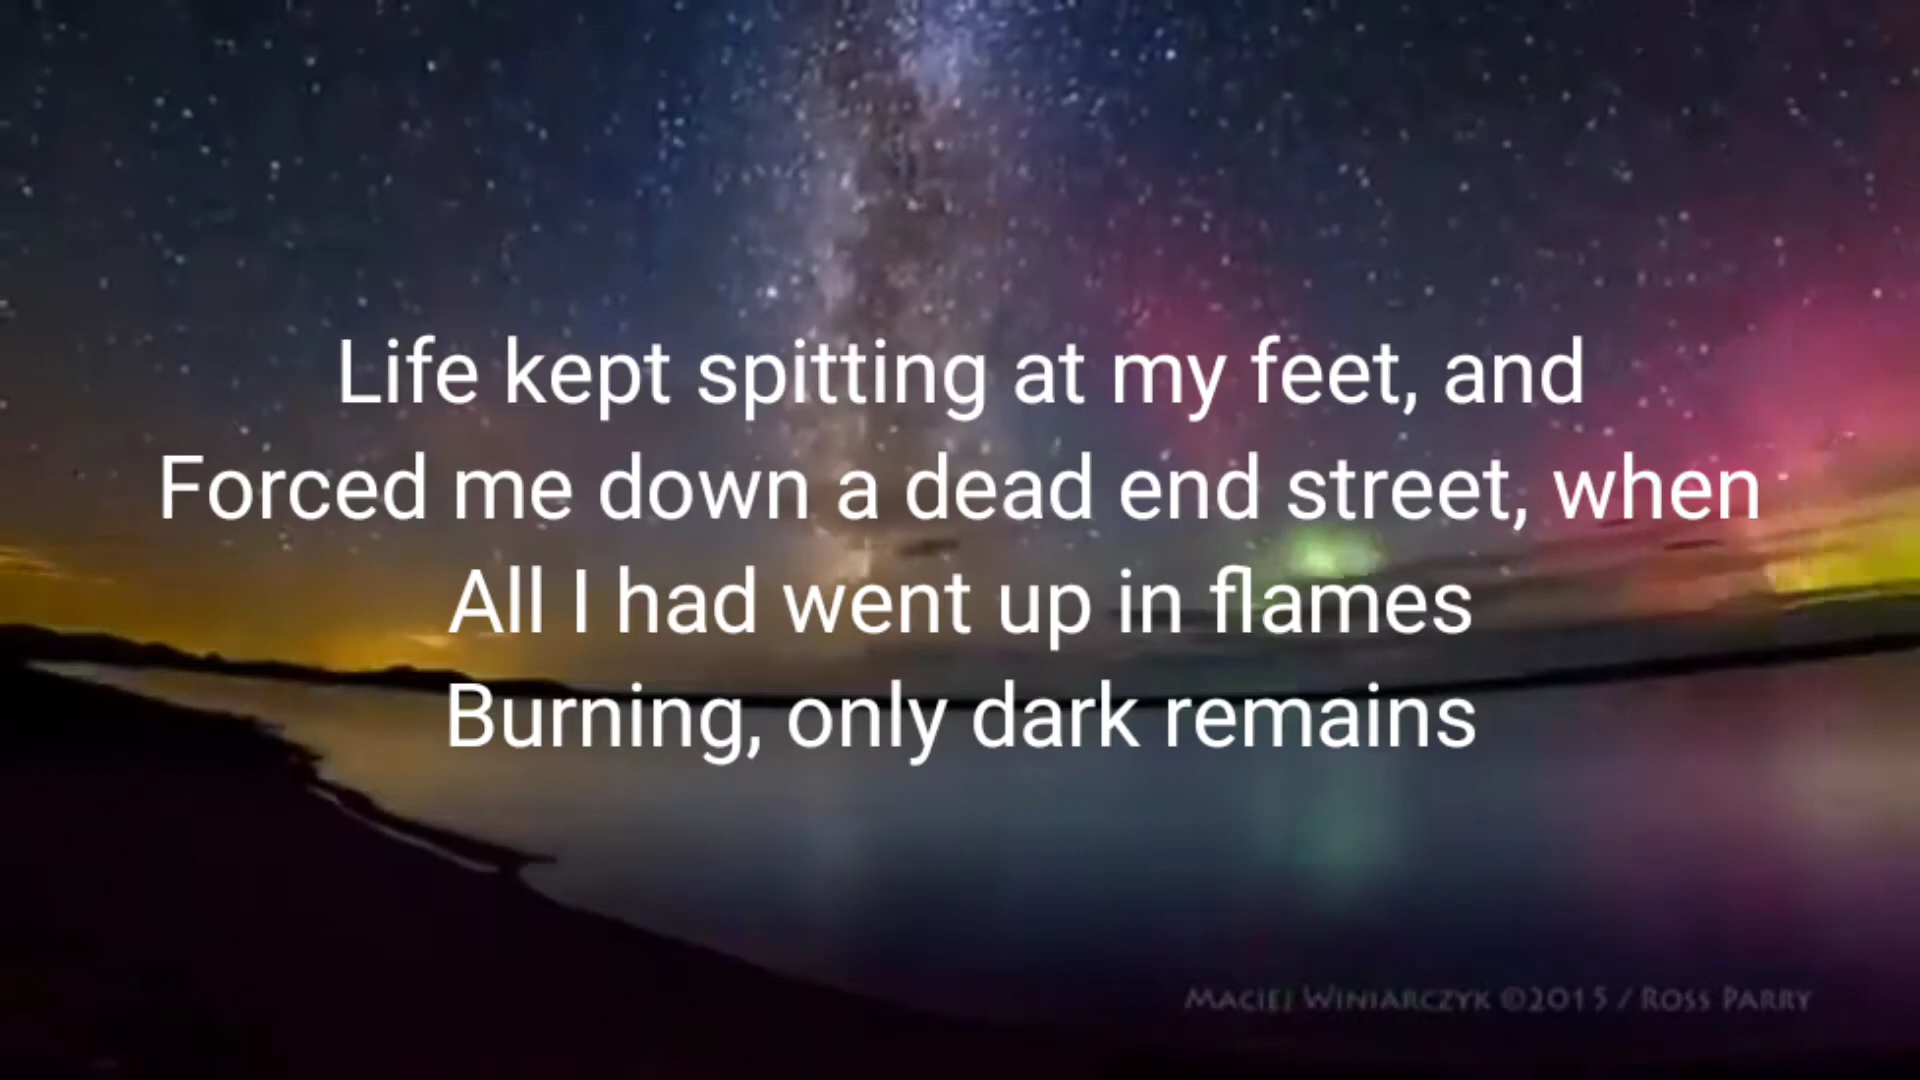 Life kept spitting at my feet, and
Forced me down a dead end street, when
All I had went up in flames
Burning, only dark remains
MACIEJ WINIARCZYK ©2015 / ROSS PARRY